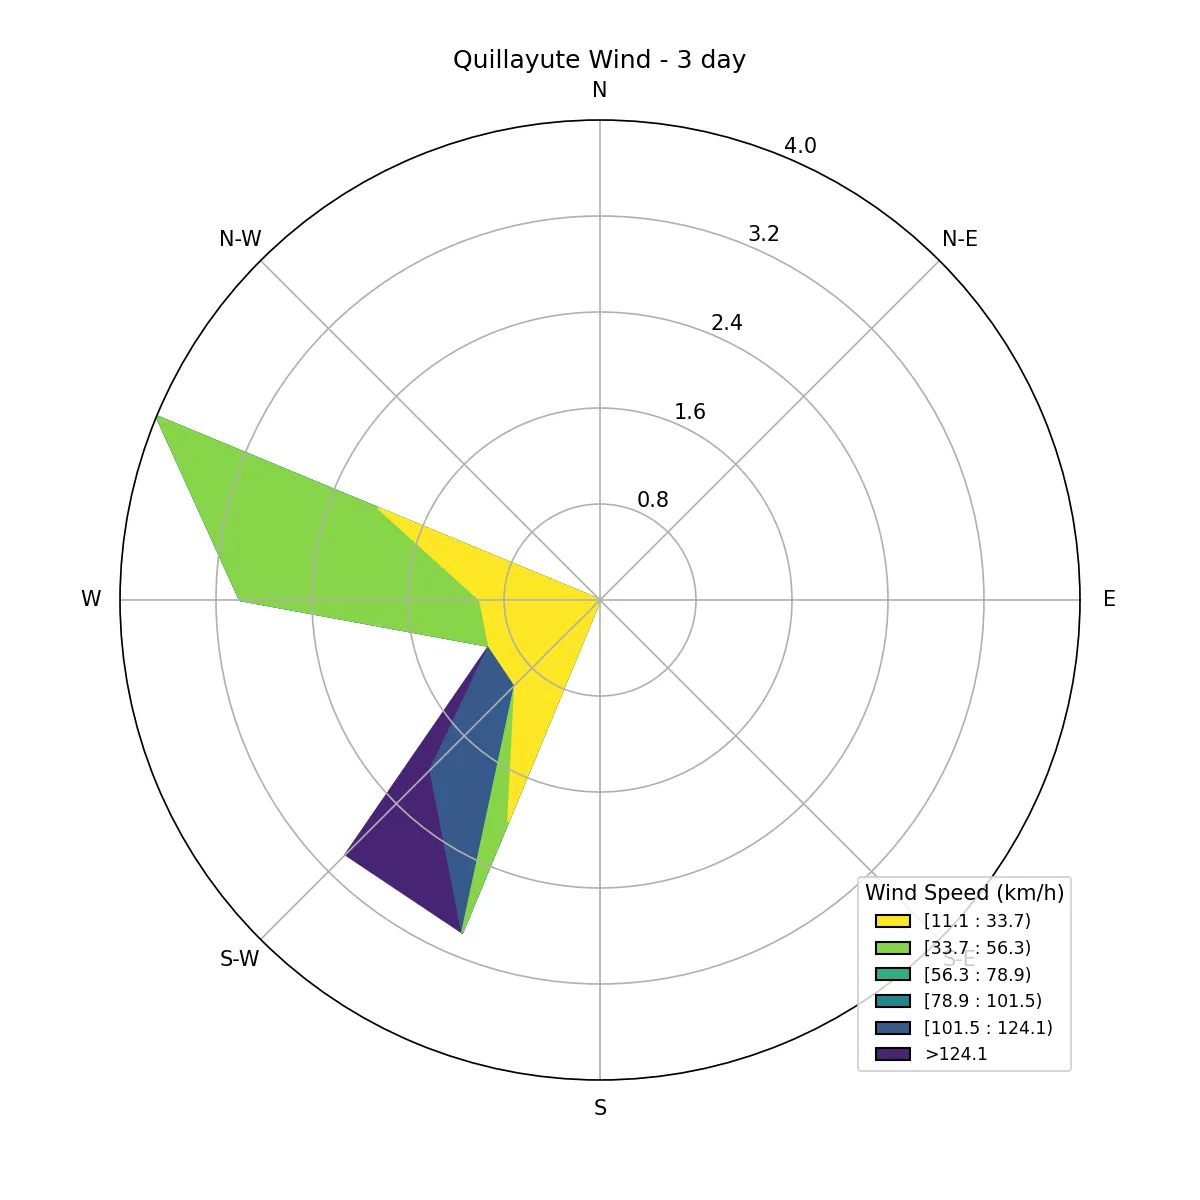 Quillayute Wind - 3 day
N
4.0
N-W
3.2
N-E
2.4
1.6
0.8
W
E
S-W
S-E
S
Wind Speed (km/h)
[11.1 : 33.7)
[33.7 : 56.3)
[56.3 : 78.9)
[78.9 : 101.5)
[101.5 : 124.1)
>124.1